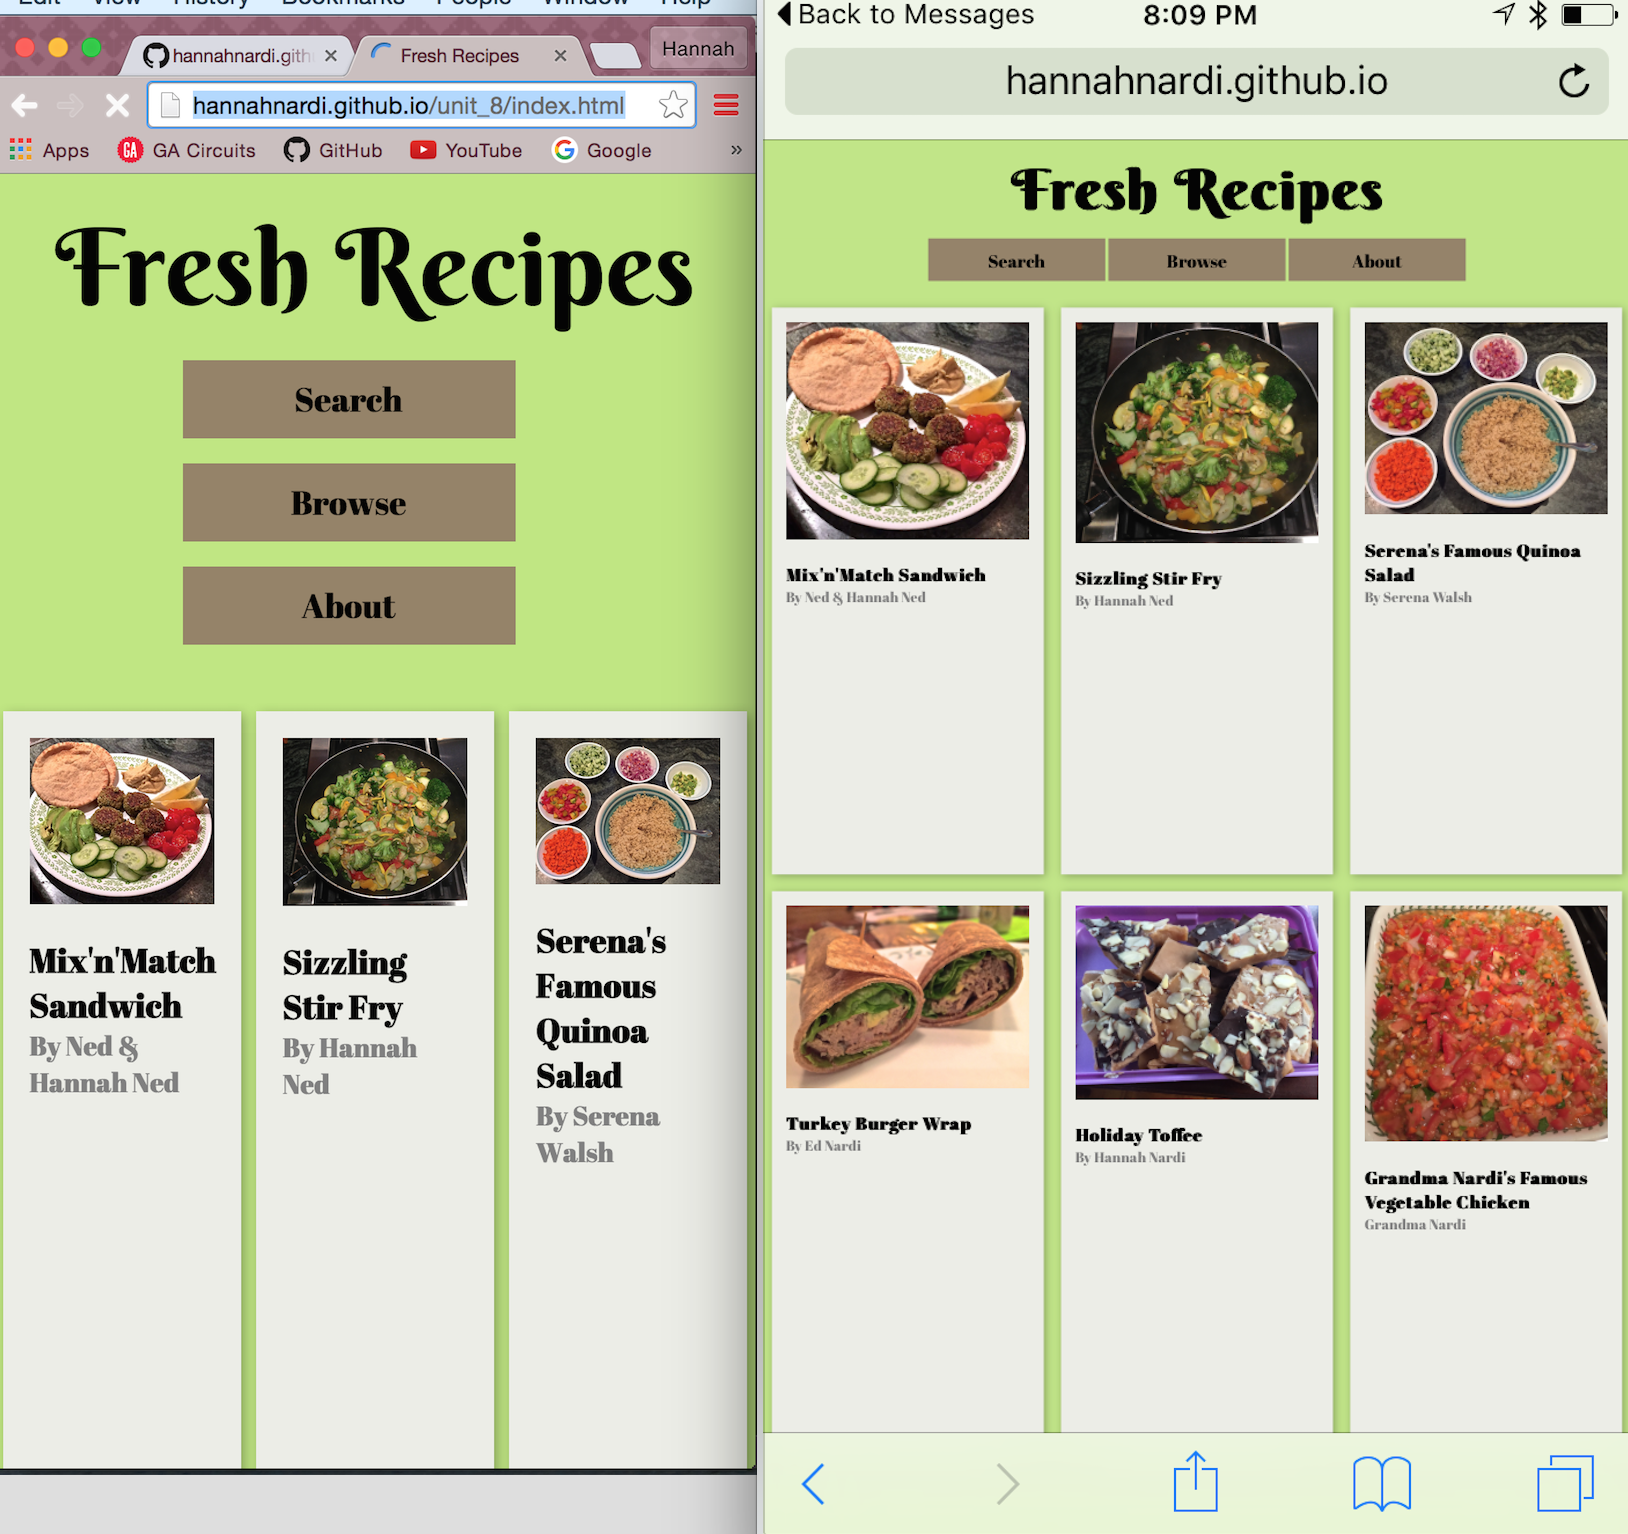 Edit View History Bookmarks People Window Help
hannahnardi.gith
Fresh Recipes
Hannah
hannahnardi.github.io/unit_8/index.html
Apps GA GA Circuits GitHub YouTube G Google »
Fresh Recipes
Search
Browse
About
Mix'n'Match
Sandwich
By Ned &
Hannah Ned
Sizzling
Stir Fry
By Hannah
Ned
Serena's
Famous
Quinoa
Salad
By Serena
Walsh
Back to Messages 8:09 PM
hannahnardi.github.io
Fresh Recipes
Search Browse About
Mix'n'Match Sandwich
By Ned & Hannah Ned
Sizzling Stir Fry
By Hannah Ned
Serena's Famous Quinoa
Salad
By Serena Walsh
Turkey Burger Wrap
By Ed Nardi
Holiday Toffee
By Hannah Nardi
Grandma Nardi's Famous
Vegetable Chicken
Grandma Nardi